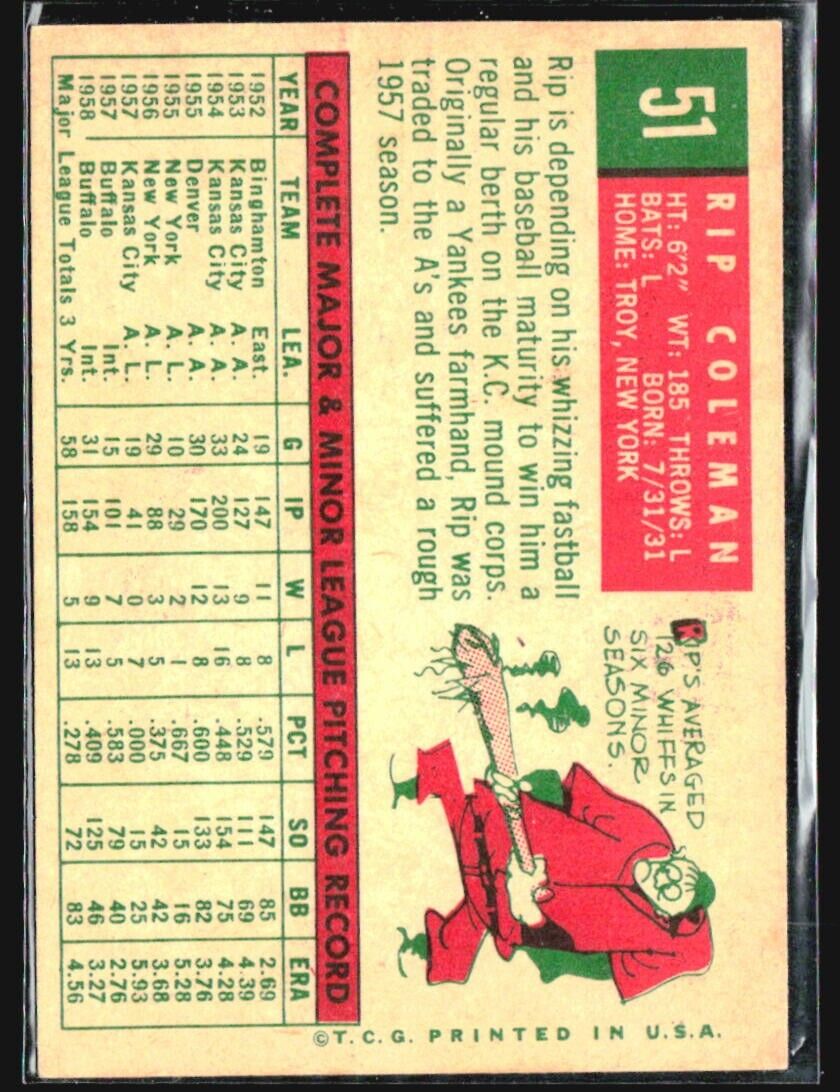 51
RIP COLEMAN
HT: 6'2" WT: 185 THROWS: L
BATS: L BORN: 7/31/31
HOME: TROY, NEW YORK
Rip is depending on his whizzing fastball
and his baseball maturity to win him a
regular berth on the K.C. mound corps.
Originally a Yankees farmhand, Rip was
traded to the A's and suffered a rough
1957 season.
RIP'S AVERAGED
126 WHIFFS IN
SIX MINOR
SEASONS.
COMPLETE MAJOR & MINOR LEAGUE PITCHING RECORD
YEAR TEAM LEA. G IP W L PCT SO BB ERA
1952 Binghamton East. 19 147 11 8 .579 147 85 2.69
1953 Kansas City A. A. 24 127 9 8 .529 111 69 4.39
1954 Kansas City A. A. 33 200 13 16 .448 154 75 4.28
1955 Denver A. A. 30 170 12 8 .600 133 82 3.76
1955 New York A. L. 10 29 2 1 .667 15 16 5.28
1956 New York A. L. 29 88 3 5 .375 42 42 3.68
1957 Kansas City A. L. 19 41 0 7 .000 15 25 5.93
1957 Buffalo Int. 15 101 7 5 .583 79 40 2.76
1958 Buffalo Int. 31 154 9 13 .409 125 46 3.27
Major League Totals 3 Yrs. 58 158 5 13 .278 72 83 4.56
©T.C.G. PRINTED IN U.S.A.